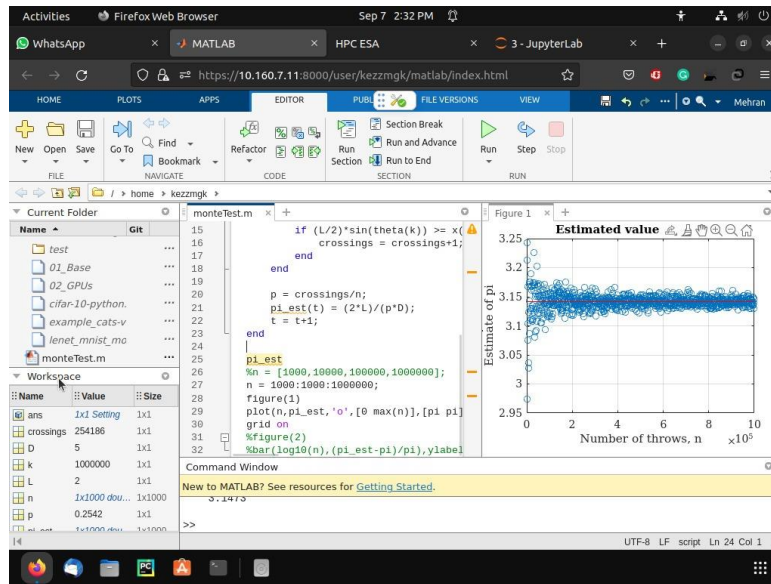 Activities Firefox Web Browser Sep 7 2:32 PM
WhatsApp × MATLAB × HPC ESA × 3 - JupyterLab × +
https://10.160.7.11:8000/user/kezzmgk/matlab/index.html
HOME PLOTS APPS EDITOR PUBL FILE VERSIONS VIEW Mehran
New Open Save Go To Find Bookmark Refactor Run Section Section Break Run and Advance Run to End Run Step Stop
FILE NAVIGATE CODE SECTION RUN
/ > home > kezzmgk >
Current Folder
Name Git
test
01_Base
02_GPUs
cifar-10-python.
example_cats-v
lenet_mnist_mo
monteTest.m
Workspace
Name Value Size
ans 1x1 Setting 1x1
crossings 254186 1x1
D 5 1x1
k 1000000 1x1
L 2 1x1
n 1x1000 dou... 1x1000
p 0.2542 1x1
pi_est 1x1000 dou... 1x1000
monteTest.m × +
15 if (L/2)*sin(theta(k)) >= x(
16 crossings = crossings+1;
17 end
18 end
19
20 p = crossings/n;
21 pi_est(t) = (2*L)/(p*D);
22 t = t+1;
23 end
24
25 pi_est
26 %n = [1000,10000,100000,1000000];
27 n = 1000:1000:1000000;
28 figure(1)
29 plot(n,pi_est,'o',[0 max(n)],[pi pi]
30 grid on
31 %figure(2)
32 %bar(log10(n),(pi_est-pi)/pi),ylabel
Figure 1 × +
Estimated value
Estimate of pi
3.25
3.2
3.15
3.1
3.05
3
2.95
0 2 4 6 8 10
Number of throws, n ×10⁵
Command Window
New to MATLAB? See resources for Getting Started.
3.1473
>>
UTF-8 LF script Ln 24 Col 1